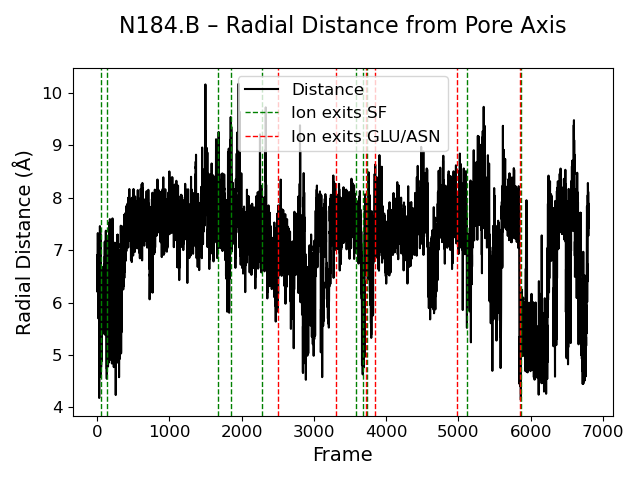 N184.B – Radial Distance from Pore Axis
Distance
Ion exits SF
Ion exits GLU/ASN
Radial Distance (Å)
10
9
8
7
6
5
4
0 1000 2000 3000 4000 5000 6000 7000
Frame